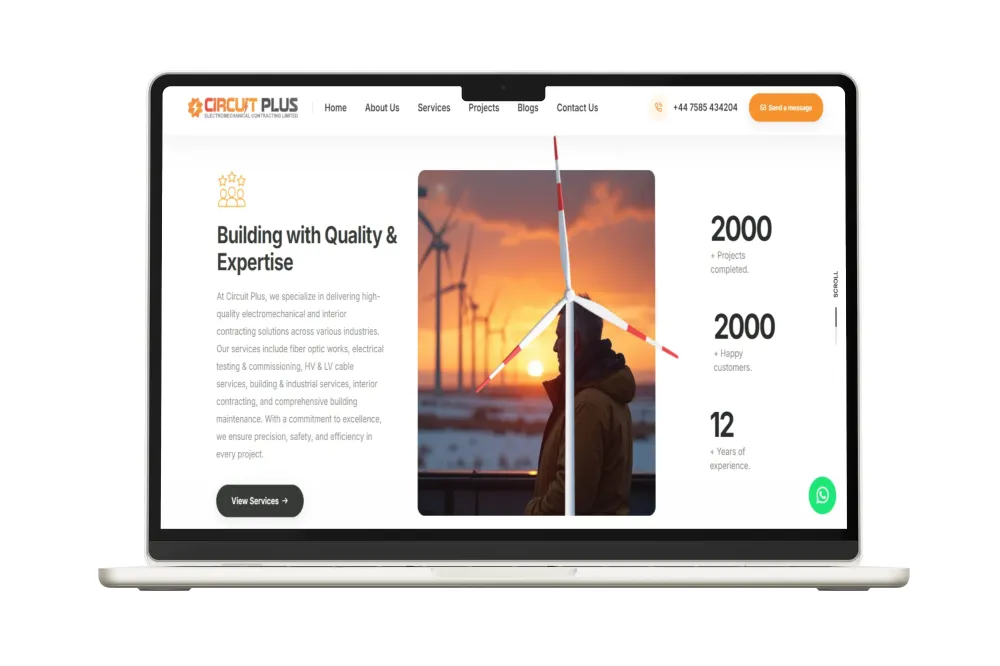 CIRCUIT PLUS
ELECTROMECHANICAL CONTRACTING LIMITED
Home About Us Services Projects Blogs Contact Us
+44 7585 434204
Send a message
Building with Quality &
Expertise
At Circuit Plus, we specialize in delivering high-
quality electromechanical and interior
contracting solutions across various industries.
Our services include fiber optic works, electrical
testing & commissioning, HV & LV cable
services, building & industrial services, interior
contracting, and comprehensive building
maintenance. With a commitment to excellence,
we ensure precision, safety, and efficiency in
every project.
View Services →
2000
+ Projects
completed.
2000
+ Happy
customers.
12
+ Years of
experience.
SCROLL